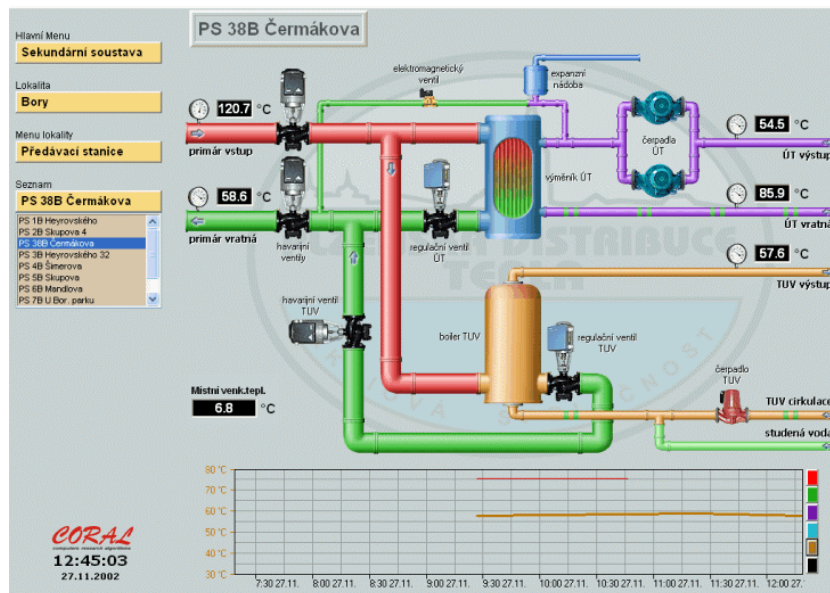 PS 38B Čermákova
Hlavní Menu
Sekundární soustava
Lokalita
Bory
Menu lokality
Předávací stanice
Seznam
PS 38B Čermákova
PS 1B Heyrovského
PS 2B Skupova 4
PS 38B Čermákova
PS 3B Heyrovského 32
PS 4B Šimerova
PS 5B Skupova
PS 6B Mandlova
PS 7B U Bor. parku
elektromagnetický
ventil
expanzní
nádoba
120.7 °C
primár vstup
58.6 °C
primár vratná
havarijní
ventily
regulační ventil
ÚT
výměník ÚT
čerpadla
ÚT
54.5 °C
ÚT výstup
85.9 °C
ÚT vratná
57.6 °C
TUV výstup
DISTRIBUCE
TEPLA
havarijní ventil
TUV
boiler TUV
regulační ventil
TUV
čerpadlo
TUV
TUV cirkulace
studená voda
Místní venk.tepl.
6.8 °C
80 °C
70 °C
60 °C
50 °C
40 °C
30 °C
7:30 27.11. 8:00 27.11. 8:30 27.11. 9:00 27.11. 9:30 27.11. 10:00 27.11. 10:30 27.11. 11:00 27.11. 11:30 27.11. 12:00 27.
CORAL
12:45:03
27.11.2002